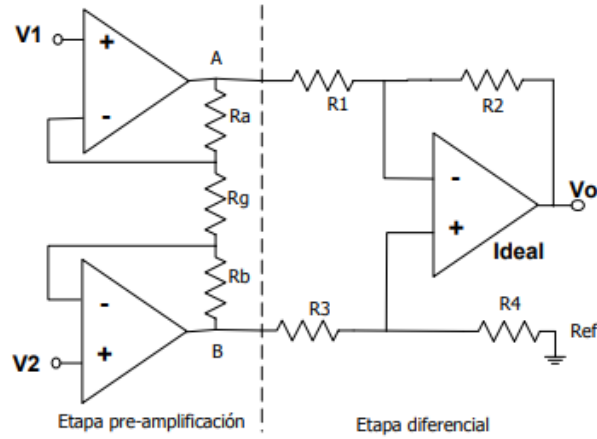 V1
+
-
A
Ra
Rg
Rb
-
+
V2
B
R1
R2
-
+
Ideal
Vo
R3
R4
Ref
Etapa pre-amplificación
Etapa diferencial